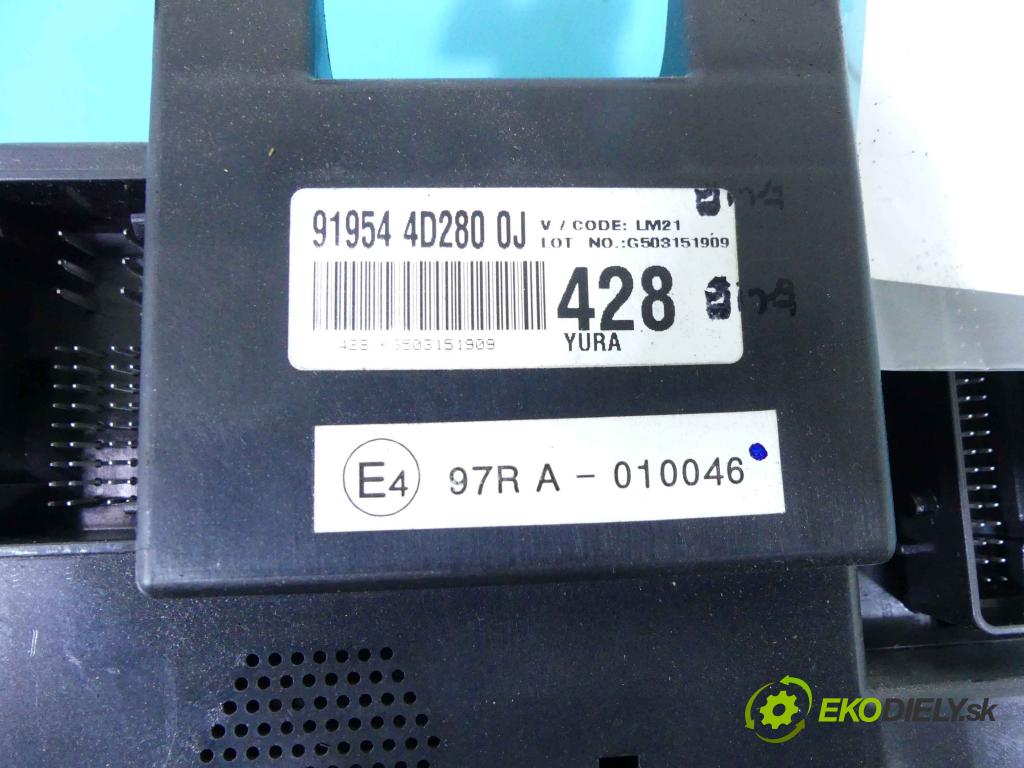 91954 4D280 0J
V / CODE: LM21
LOT NO.:G503151909
428
YURA
428 G503151909
E4 97R A - 010046
EKODIELY.sk